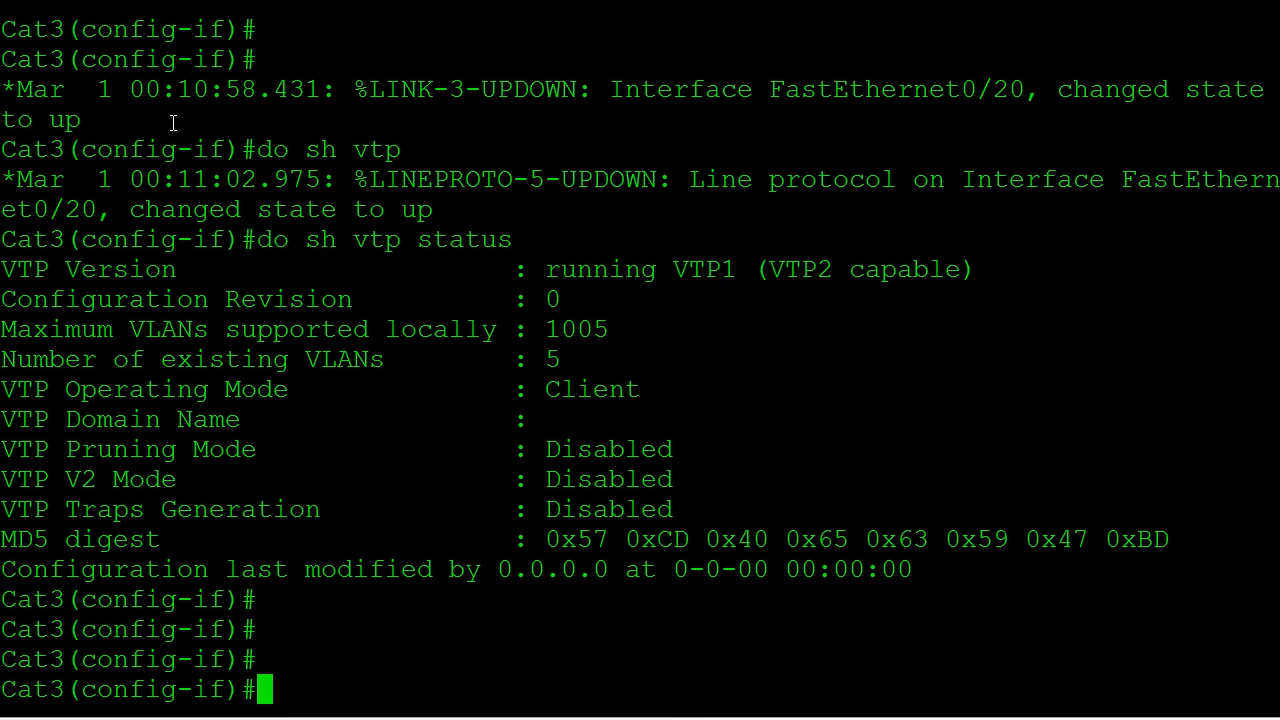 Cat3(config-if)#
Cat3(config-if)#
*Mar  1 00:10:58.431: %LINK-3-UPDOWN: Interface FastEthernet0/20, changed state
to up
Cat3(config-if)#do sh vtp
*Mar  1 00:11:02.975: %LINEPROTO-5-UPDOWN: Line protocol on Interface FastEthern
et0/20, changed state to up
Cat3(config-if)#do sh vtp status
VTP Version                     : running VTP1 (VTP2 capable)
Configuration Revision          : 0
Maximum VLANs supported locally : 1005
Number of existing VLANs        : 5
VTP Operating Mode              : Client
VTP Domain Name                 :
VTP Pruning Mode                : Disabled
VTP V2 Mode                     : Disabled
VTP Traps Generation            : Disabled
MD5 digest                      : 0x57 0xCD 0x40 0x65 0x63 0x59 0x47 0xBD
Configuration last modified by 0.0.0.0 at 0-0-00 00:00:00
Cat3(config-if)#
Cat3(config-if)#
Cat3(config-if)#
Cat3(config-if)#